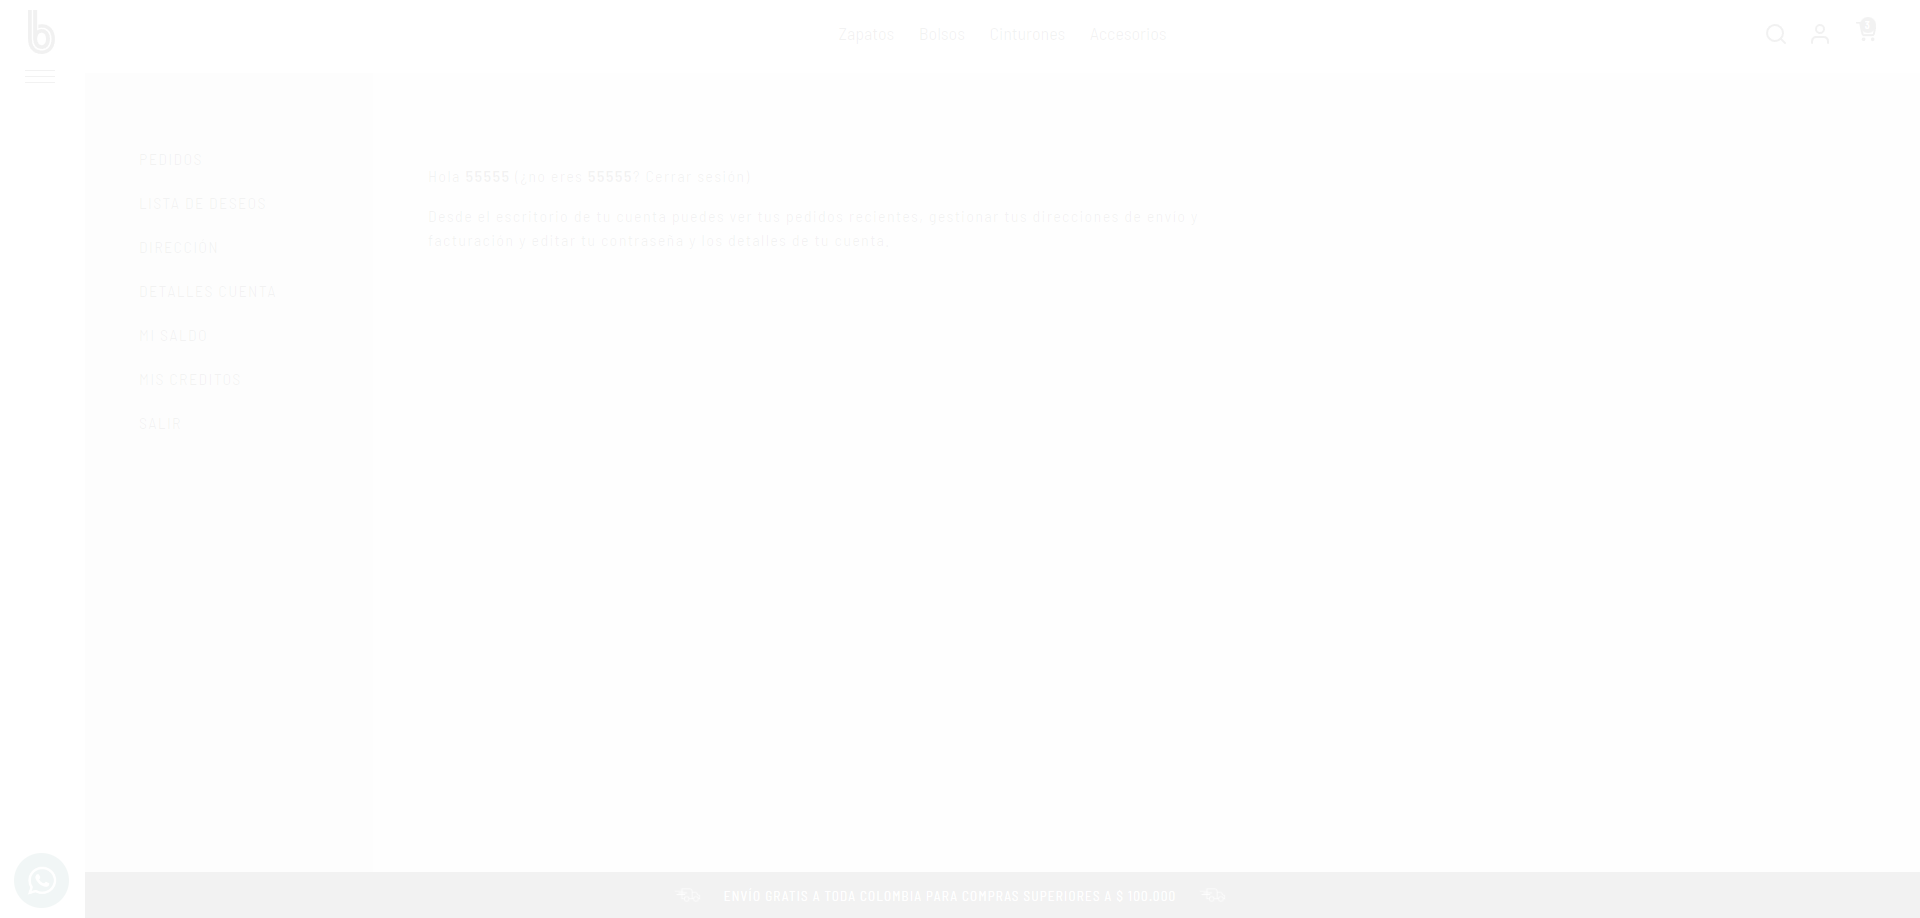 b
Zapatos Bolsos Cinturones Accesorios
PEDIDOS
LISTA DE DESEOS
DIRECCIÓN
DETALLES CUENTA
MI SALDO
MIS CREDITOS
SALIR
Hola 55555 (¿no eres 55555? Cerrar sesión)
Desde el escritorio de tu cuenta puedes ver tus pedidos recientes, gestionar tus direcciones de envío y
facturación y editar tu contraseña y los detalles de tu cuenta.
ENVÍO GRATIS A TODA COLOMBIA PARA COMPRAS SUPERIORES A $ 100.000